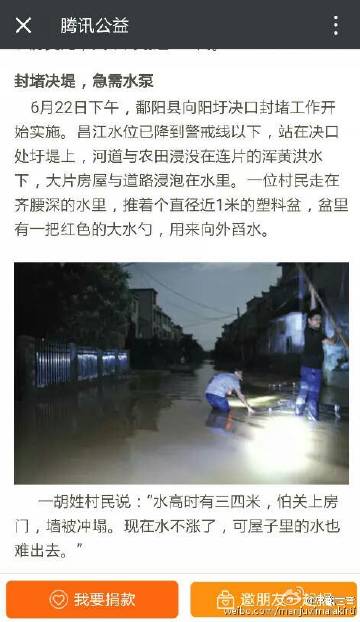 腾讯公益
封堵决堤，急需水泵
6月22日下午，鄱阳县向阳圩决口封堵工作开
始实施。昌江水位已降到警戒线以下，站在决口
处圩堤上，河道与农田浸没在连片的浑黄洪水
下，大片房屋与道路浸泡在水里。一位村民走在
齐腰深的水里，推着个直径近1米的塑料盆，盆里
有一把红色的大水勺，用来向外舀水。
一胡姓村民说：“水高时有三四米，怕关上房
门，墙被冲塌。现在水不涨了，可屋子里的水也
难出去。”
我要捐款
邀朋友一起捐